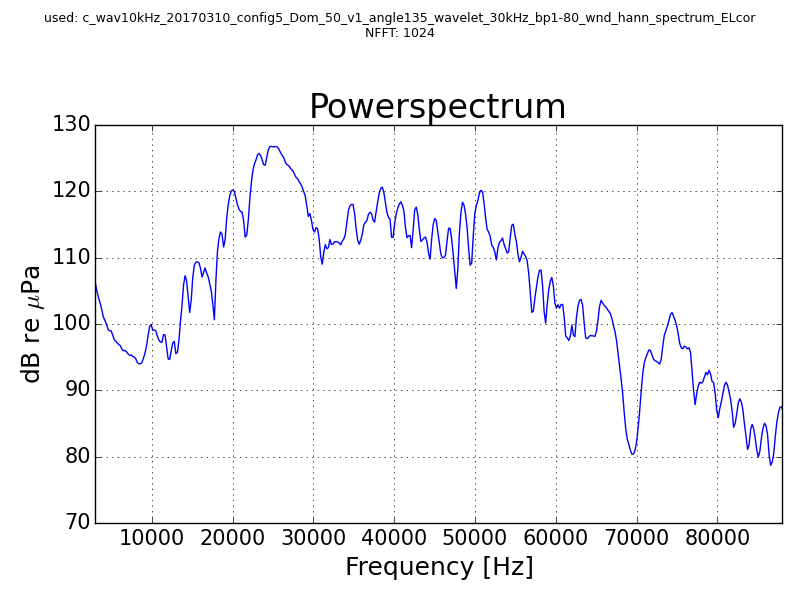 used: c_wav10kHz_20170310_config5_Dom_50_v1_angle135_wavelet_30kHz_bp1-80_wnd_hann_spectrum_ELcor
NFFT: 1024
Powerspectrum
130
120
110
100
90
80
70
dB re μPa
10000 20000 30000 40000 50000 60000 70000 80000
Frequency [Hz]